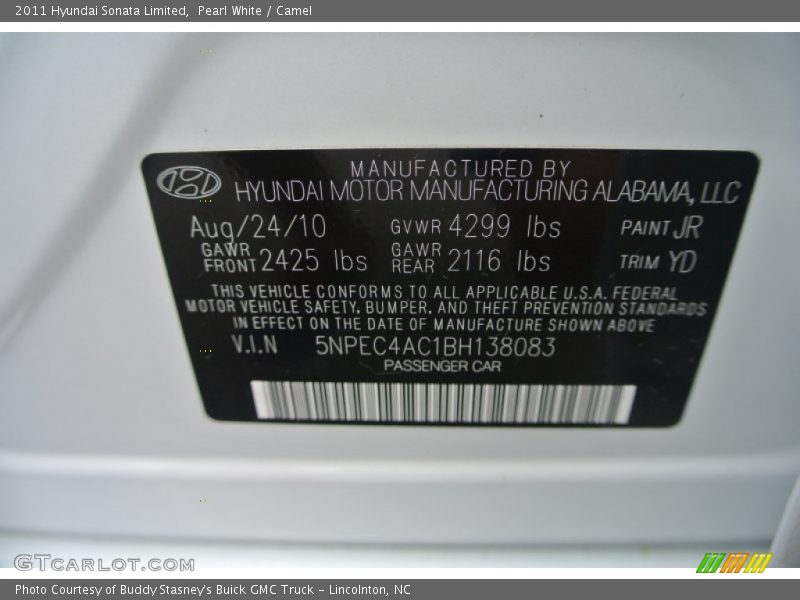 2011 Hyundai Sonata Limited, Pearl White / Camel
MANUFACTURED BY
HYUNDAI MOTOR MANUFACTURING ALABAMA, LLC
Aug/24/10 GVWR 4299 lbs PAINT JR
GAWR FRONT 2425 lbs GAWR REAR 2116 lbs TRIM YD
THIS VEHICLE CONFORMS TO ALL APPLICABLE U.S.A. FEDERAL
MOTOR VEHICLE SAFETY, BUMPER, AND THEFT PREVENTION STANDARDS
IN EFFECT ON THE DATE OF MANUFACTURE SHOWN ABOVE
V.I.N 5NPEC4AC1BH138083
PASSENGER CAR
GTCARLOT.COM
Photo Courtesy of Buddy Stasney's Buick GMC Truck - Lincolnton, NC